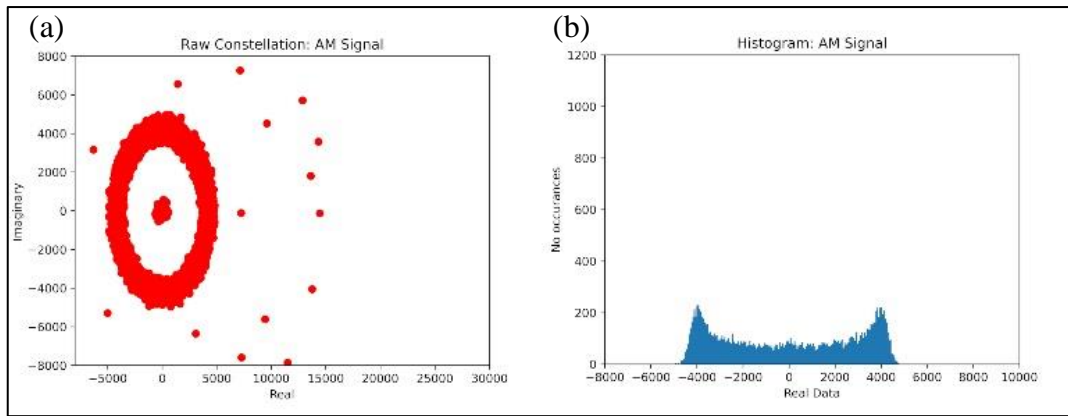 (a)
Raw Constellation: AM Signal
8000
6000
4000
2000
0
−2000
−4000
−6000
−8000
Imaginary
−5000 0 5000 10000 15000 20000 25000 30000
Real
(b)
Histogram: AM Signal
1200
1000
800
600
400
200
0
No occurances
−8000 −6000 −4000 −2000 0 2000 4000 6000 8000 10000
Real Data